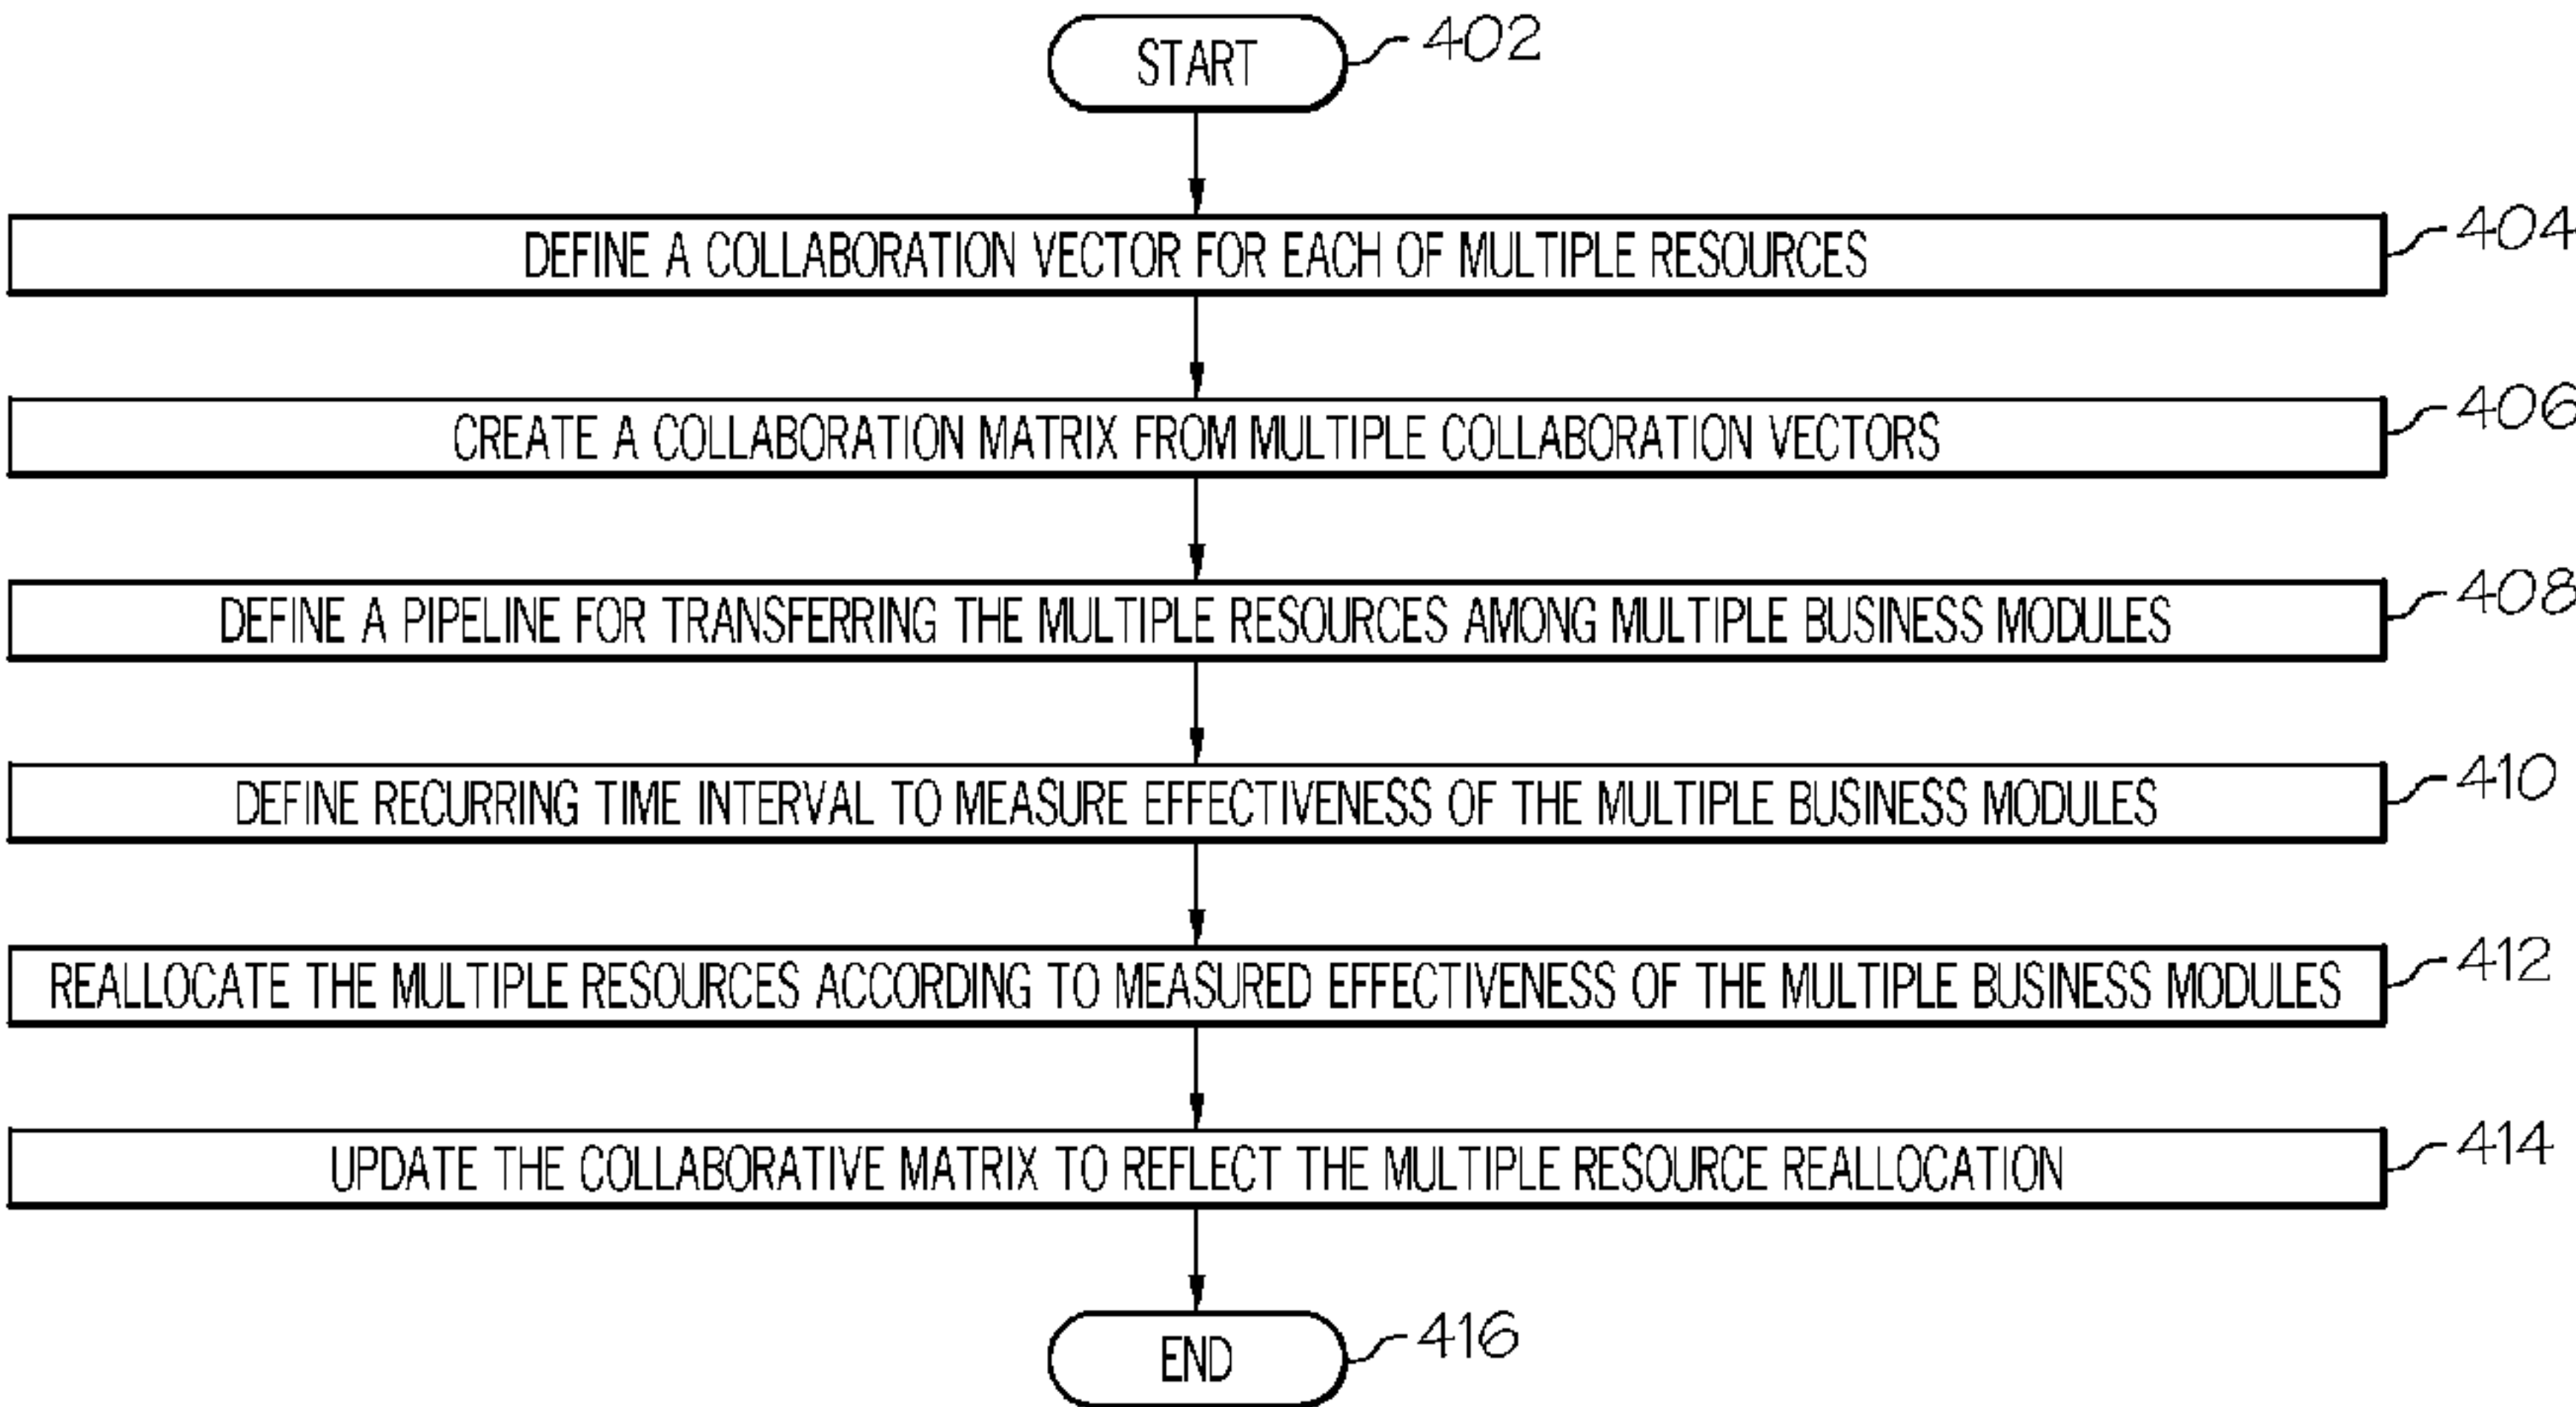 START 402
DEFINE A COLLABORATION VECTOR FOR EACH OF MULTIPLE RESOURCES 404
CREATE A COLLABORATION MATRIX FROM MULTIPLE COLLABORATION VECTORS 406
DEFINE A PIPELINE FOR TRANSFERRING THE MULTIPLE RESOURCES AMONG MULTIPLE BUSINESS MODULES 408
DEFINE RECURRING TIME INTERVAL TO MEASURE EFFECTIVENESS OF THE MULTIPLE BUSINESS MODULES 410
REALLOCATE THE MULTIPLE RESOURCES ACCORDING TO MEASURED EFFECTIVENESS OF THE MULTIPLE BUSINESS MODULES 412
UPDATE THE COLLABORATIVE MATRIX TO REFLECT THE MULTIPLE RESOURCE REALLOCATION 414
END 416